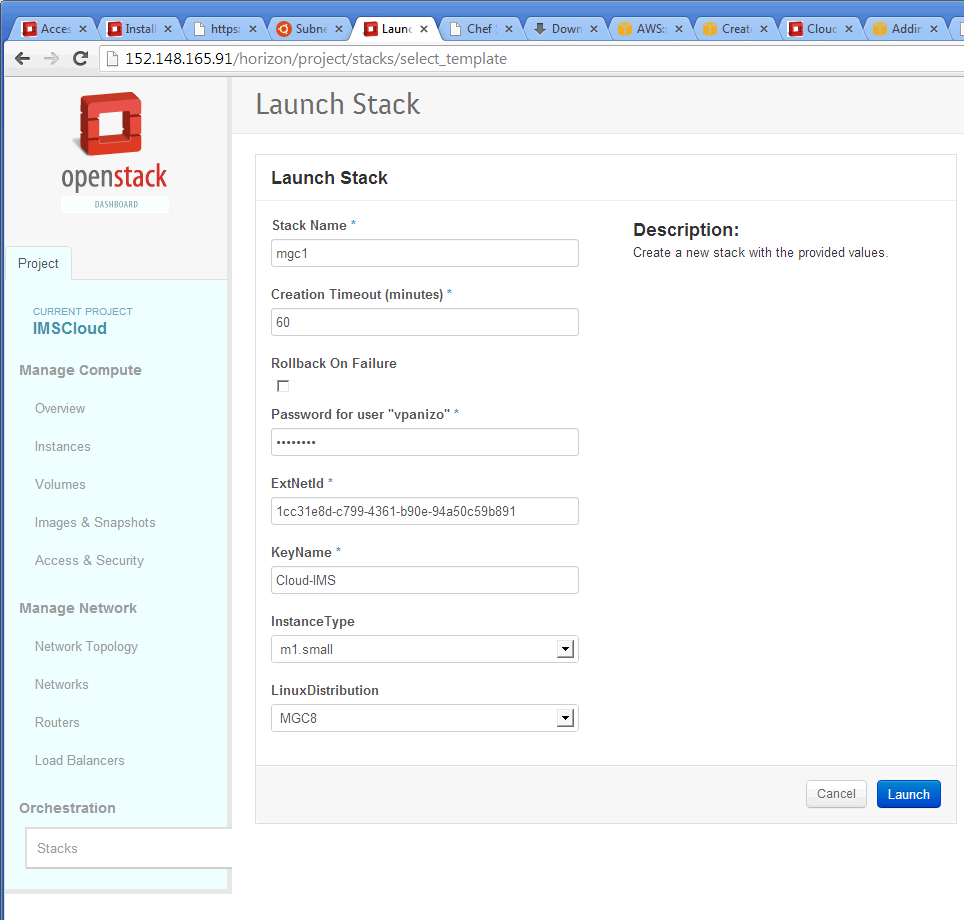 Acces
Install
https:
Subne
Launc
Chef
Down
AWS::
Create
Cloud
Addin
152.148.165.91/horizon/project/stacks/select_template
openstack
DASHBOARD
Project
CURRENT PROJECT
IMSCloud
Manage Compute
Overview
Instances
Volumes
Images & Snapshots
Access & Security
Manage Network
Network Topology
Networks
Routers
Load Balancers
Orchestration
Stacks
Launch Stack
Launch Stack
Stack Name *
mgc1
Creation Timeout (minutes) *
60
Rollback On Failure
Password for user "vpanizo" *
••••••••
ExtNetId *
1cc31e8d-c799-4361-b90e-94a50c59b891
KeyName *
Cloud-IMS
InstanceType
m1.small
LinuxDistribution
MGC8
Description:
Create a new stack with the provided values.
Cancel
Launch